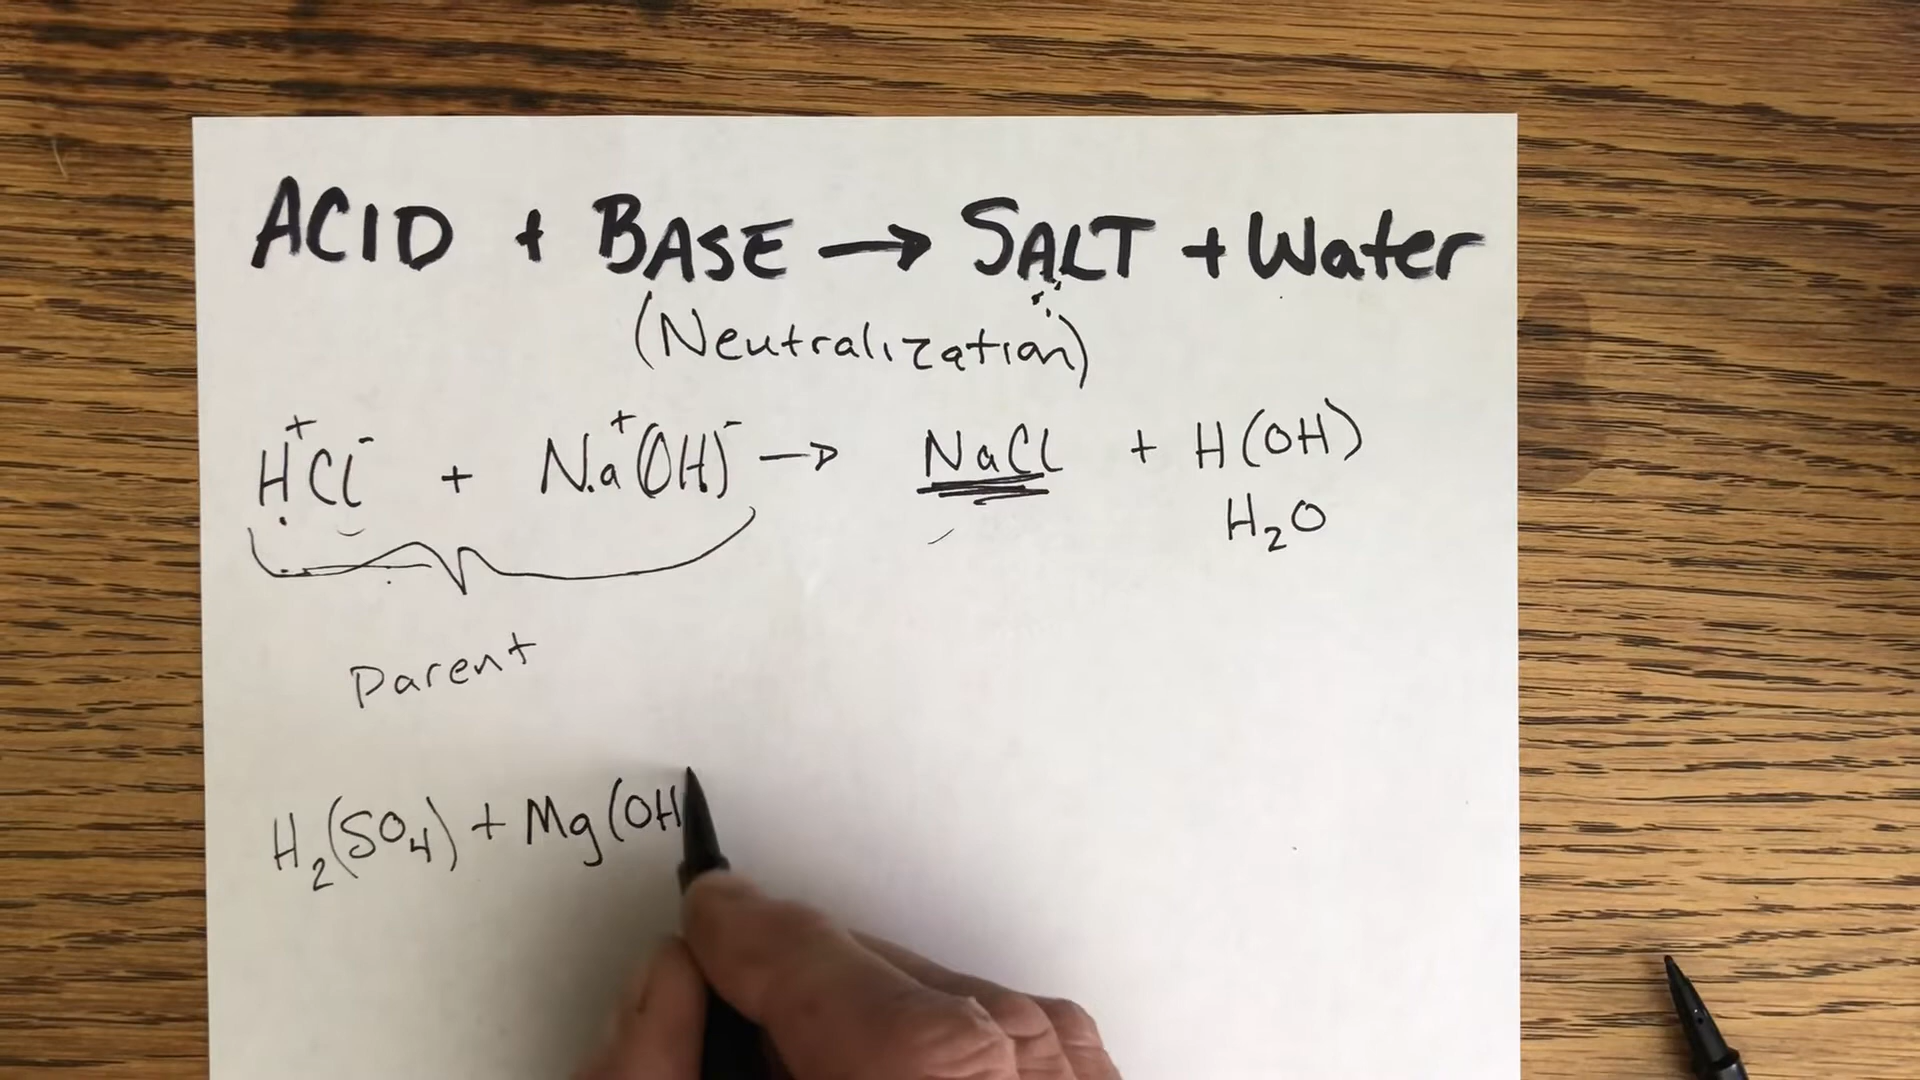 ACID + BASE → SALT + Water
(Neutralization)
H⁺Cl⁻ + Na⁺(OH)⁻ → NaCl + H(OH)
H₂O
Parent
H₂(SO₄) + Mg(OH